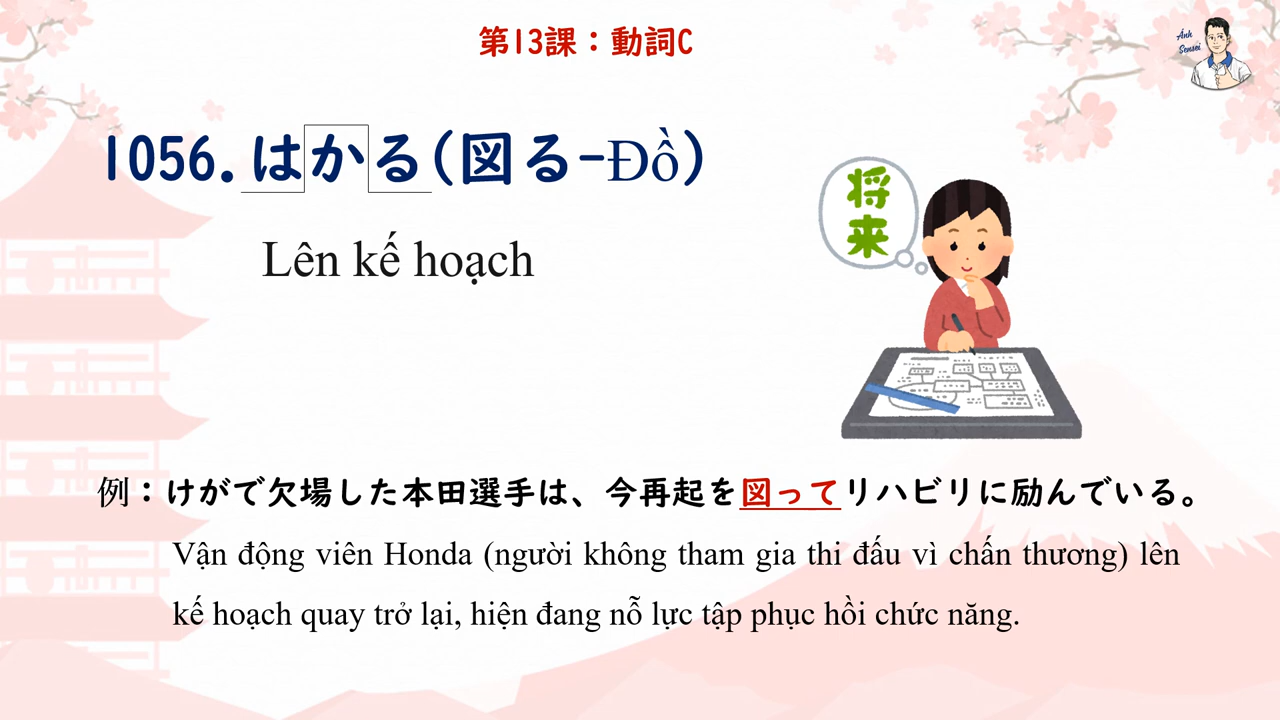 第13課：動詞C
Ánh
Sensei
1056.はかる(図る-Đồ)
Lên kế hoạch
将
来
例：けがで欠場した本田選手は、今再起を図ってリハビリに励んでいる。
Vận động viên Honda (người không tham gia thi đấu vì chấn thương) lên
kế hoạch quay trở lại, hiện đang nỗ lực tập phục hồi chức năng.